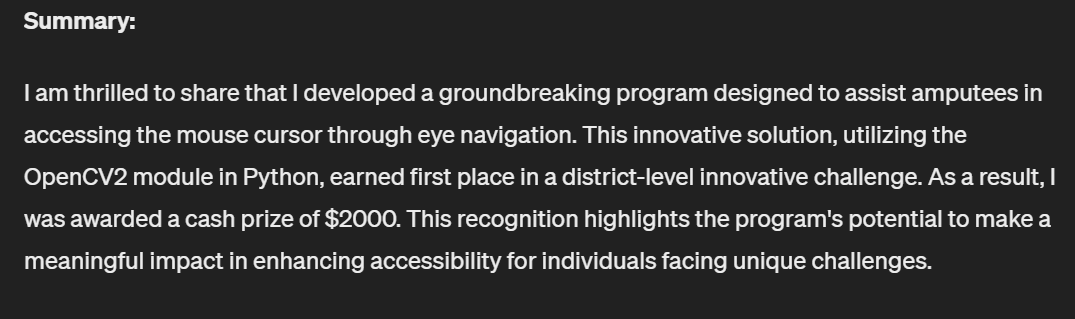 Summary:
I am thrilled to share that I developed a groundbreaking program designed to assist amputees in
accessing the mouse cursor through eye navigation. This innovative solution, utilizing the
OpenCV2 module in Python, earned first place in a district-level innovative challenge. As a result, I
was awarded a cash prize of $2000. This recognition highlights the program's potential to make a
meaningful impact in enhancing accessibility for individuals facing unique challenges.